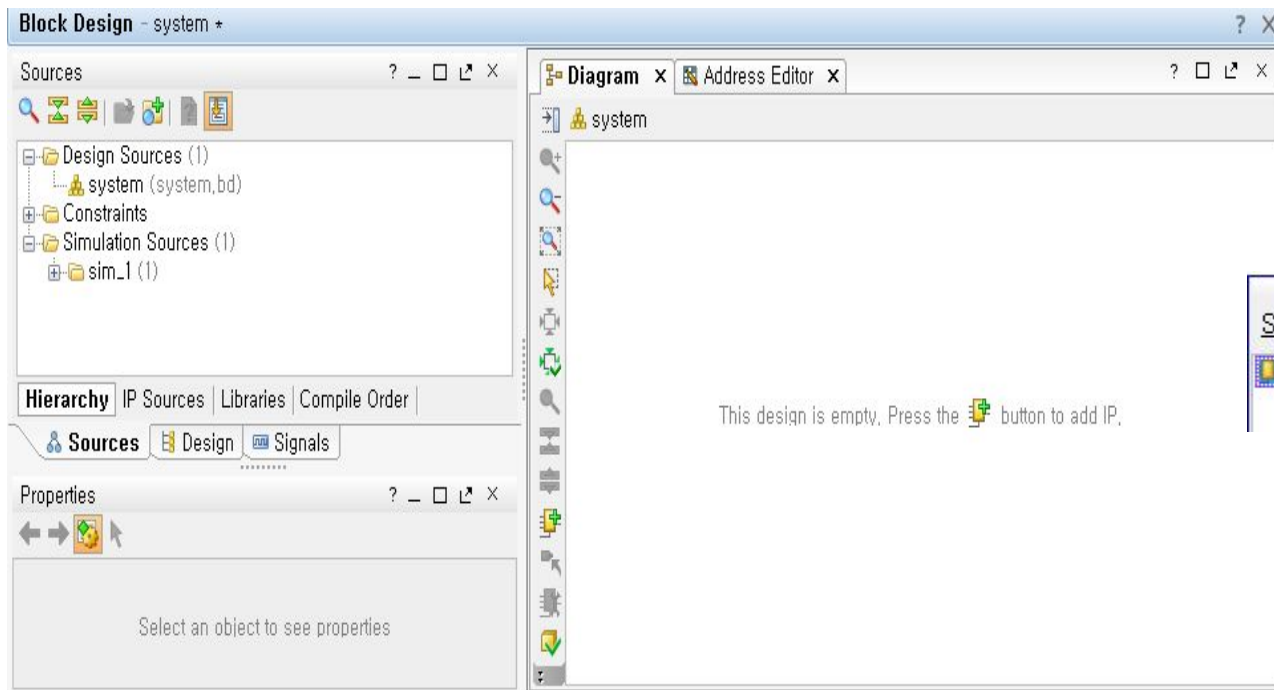 Block Design - system *
Sources
Design Sources (1)
system (system.bd)
Constraints
Simulation Sources (1)
sim_1 (1)
Hierarchy IP Sources Libraries Compile Order
Sources Design Signals
Properties
Select an object to see properties
Diagram Address Editor
system
This design is empty. Press the button to add IP.
S